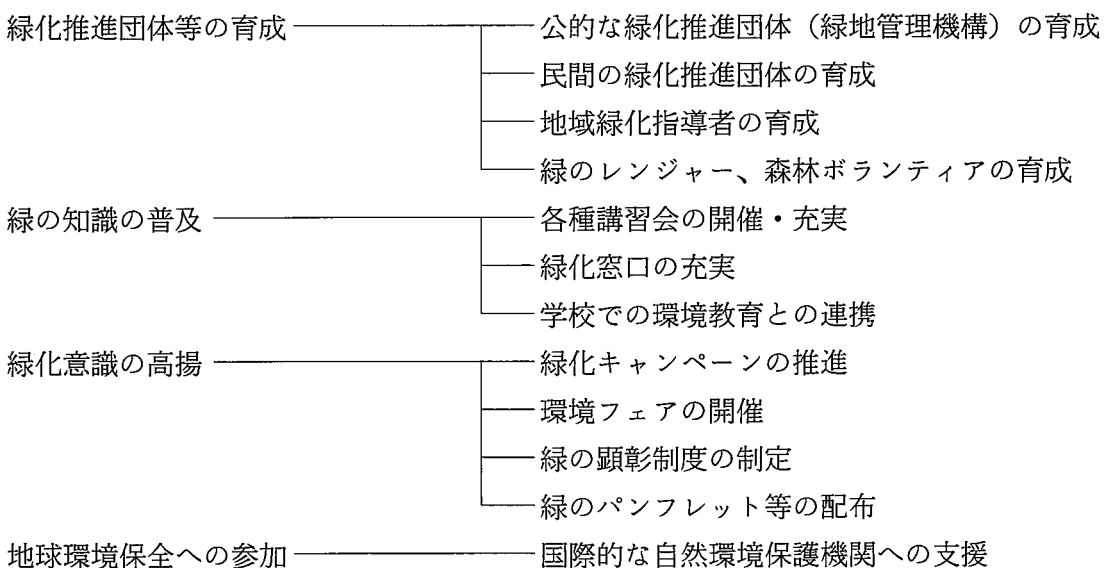 緑化推進団体等の育成 公的な緑化推進団体（緑地管理機構）の育成
民間の緑化推進団体の育成
地域緑化指導者の育成
緑のレンジャー、森林ボランティアの育成
緑の知識の普及 各種講習会の開催・充実
緑化窓口の充実
学校での環境教育との連携
緑化意識の高揚 緑化キャンペーンの推進
環境フェアの開催
緑の顕彰制度の制定
緑のパンフレット等の配布
地球環境保全への参加 国際的な自然環境保護機関への支援